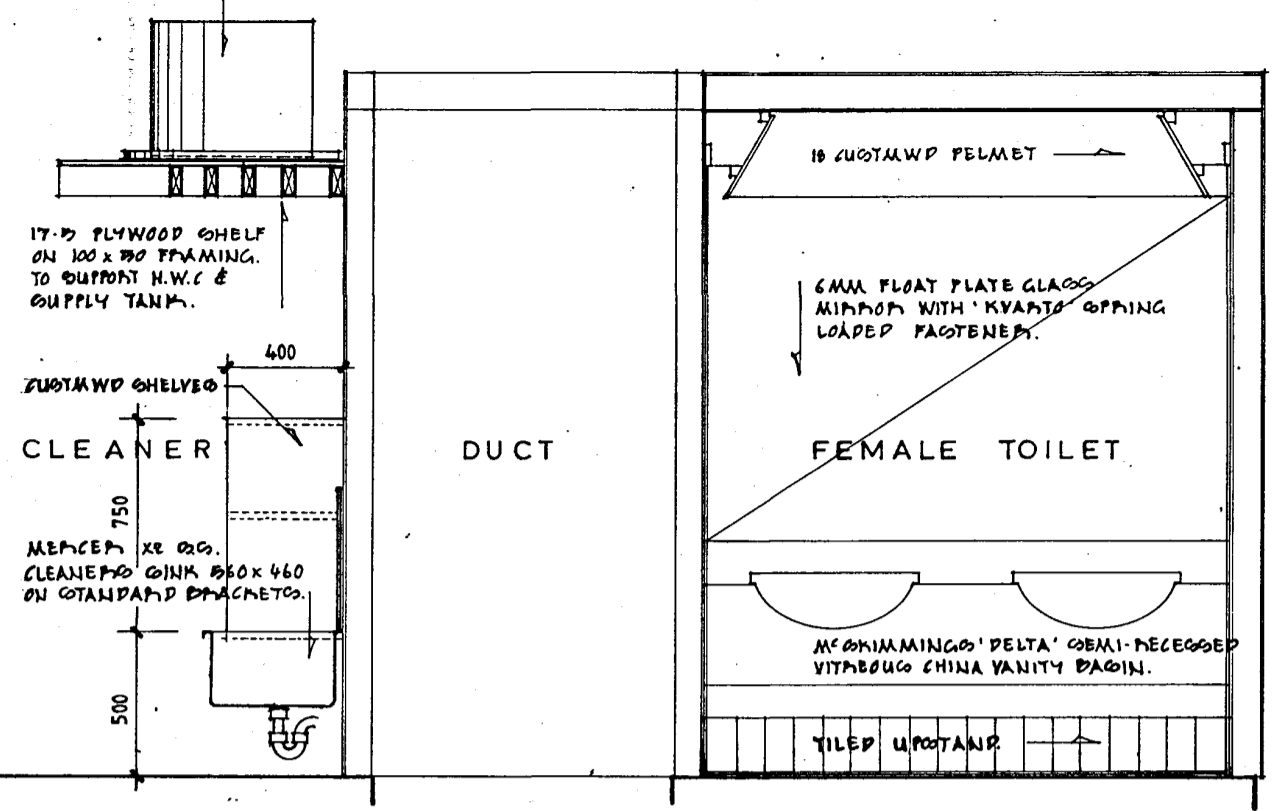 18 CUSTMWD PELMET
17·5 PLYWOOD SHELF
ON 100 x 50 FRAMING.
TO SUPPORT H.W.C &
SUPPLY TANK.
6MM FLOAT PLATE GLASS
MIRROR WITH 'KVARTO' SPRING
LOADED FASTENER.
400
CUSTMWD SHELVES
CLEANER
DUCT
FEMALE TOILET
750
MERCER
CLEANERS SINK 560 x 460
ON STANDARD BRACKETS.
McSKIMMINGS 'DELTA' SEMI-RECESSED
VITREOUS CHINA VANITY BASIN.
500
TILED UPSTAND.